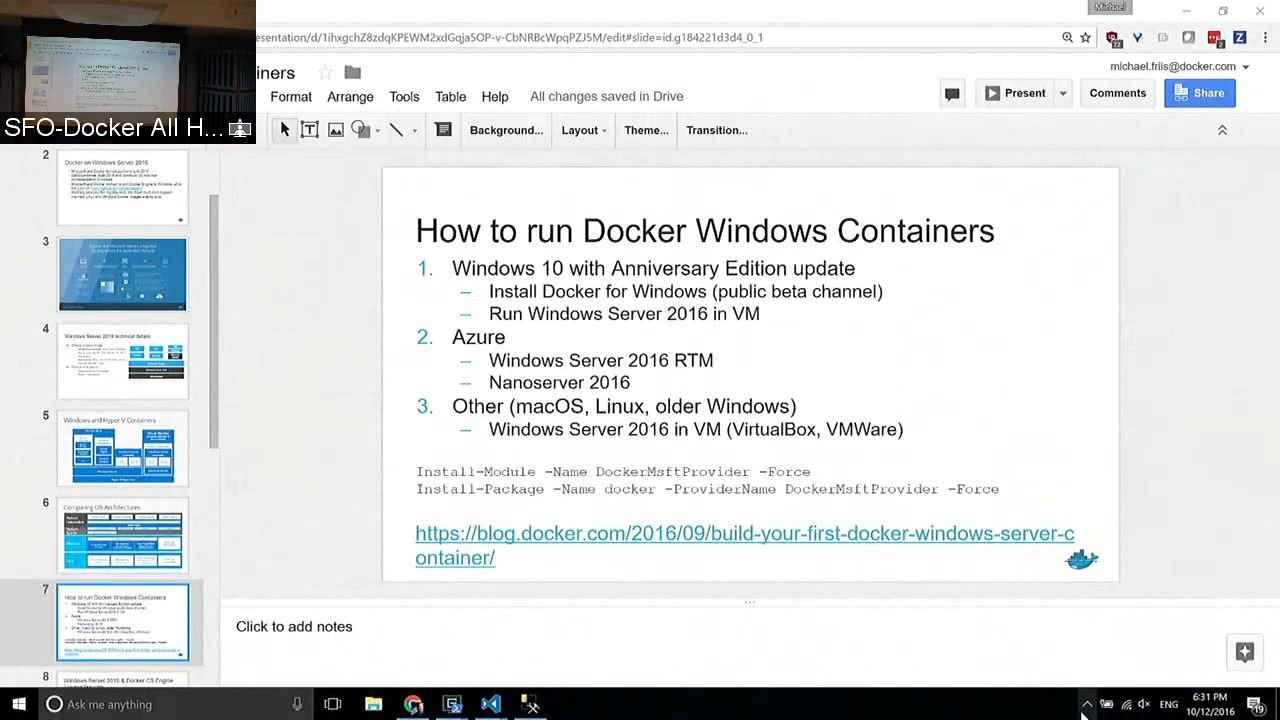 Michael
esentation/d/1ihxgchZ8zdqKPEWM2xdGqja5OP-v-CbNRBcWpqPZJ5M/edit#slide=id.g184221d3d4_0_1
michael.friis@docker.com
iners
Format Arrange Tools Table Help All changes saved in Drive
Present Comments Share
SFO-Docker All H...
Background... Layout Theme... Transition...
2
Docker on Windows Server 2016
3
4
Windows Server 2016 technical details
5
Windows and Hyper V Containers
6
Comparing OS Architectures
7
How to run Docker Windows Containers
8
Windows Server 2016 & Docker CS Engine
How to run Docker Windows Containers
1. Windows 10 with Anniversary Edition update
– Install Docker for Windows (public beta channel)
– Run Windows Server 2016 in VM
2. Azure
– Windows Server 2016 RTM
– Nanoserver 2016
3. Other (macOS, Linux, older Windows)
– Windows Server 2016 in VM (VirtualBox, VMWare)
Install-Module -Name DockerMsftProvider -Force
Install-Package -Name docker -ProviderName DockerMsftProvider -Force
https://blog.docker.com/2016/09/build-your-first-docker-windows-server-c
ontainer/
Click to add notes
Ask me anything
ENG
6:31 PM
10/12/2016